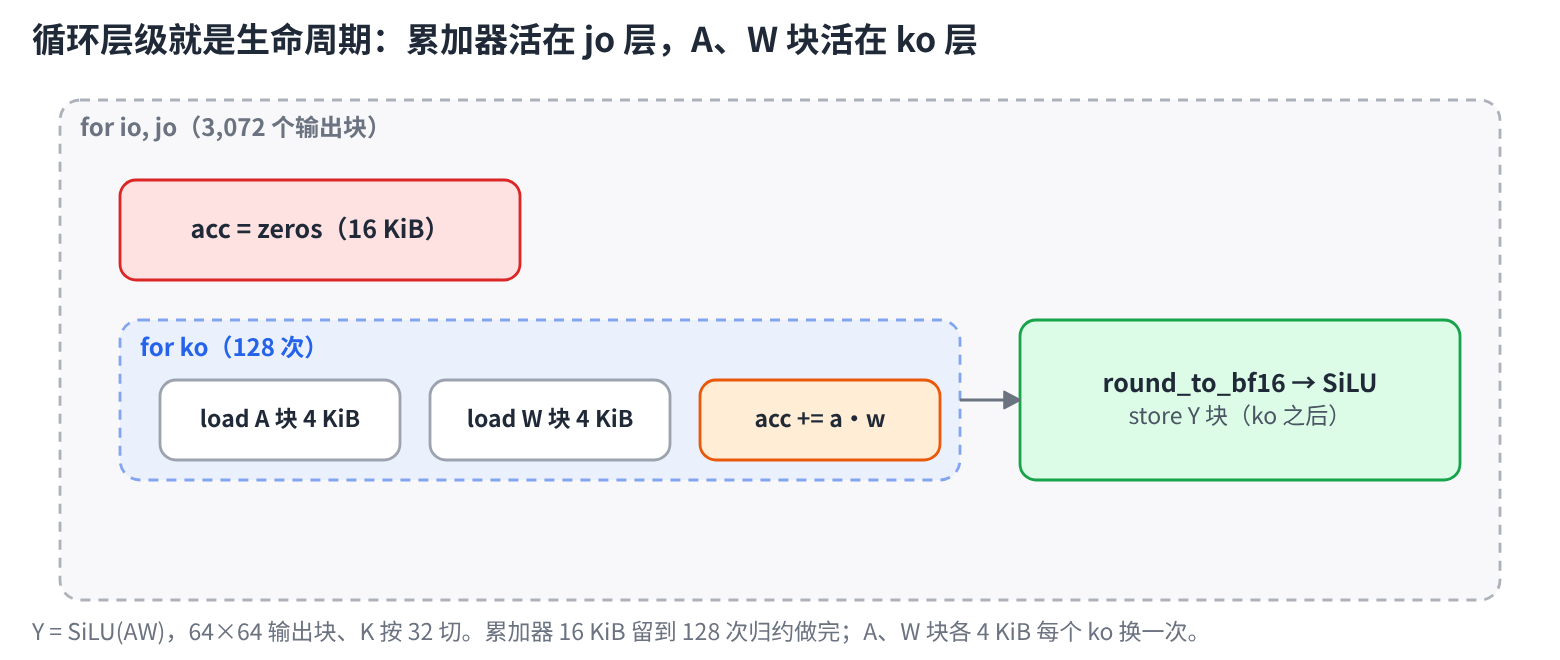 循环层级就是生命周期：累加器活在 jo 层，A、W 块活在 ko 层
for io, jo（3,072 个输出块）
acc = zeros（16 KiB）
for ko（128 次）
load A 块 4 KiB
load W 块 4 KiB
acc += a · w
round_to_bf16 → SiLU
store Y 块（ko 之后）
Y = SiLU(AW)，64×64 输出块、K 按 32 切。累加器 16 KiB 留到 128 次归约做完；A、W 块各 4 KiB 每个 ko 换一次。